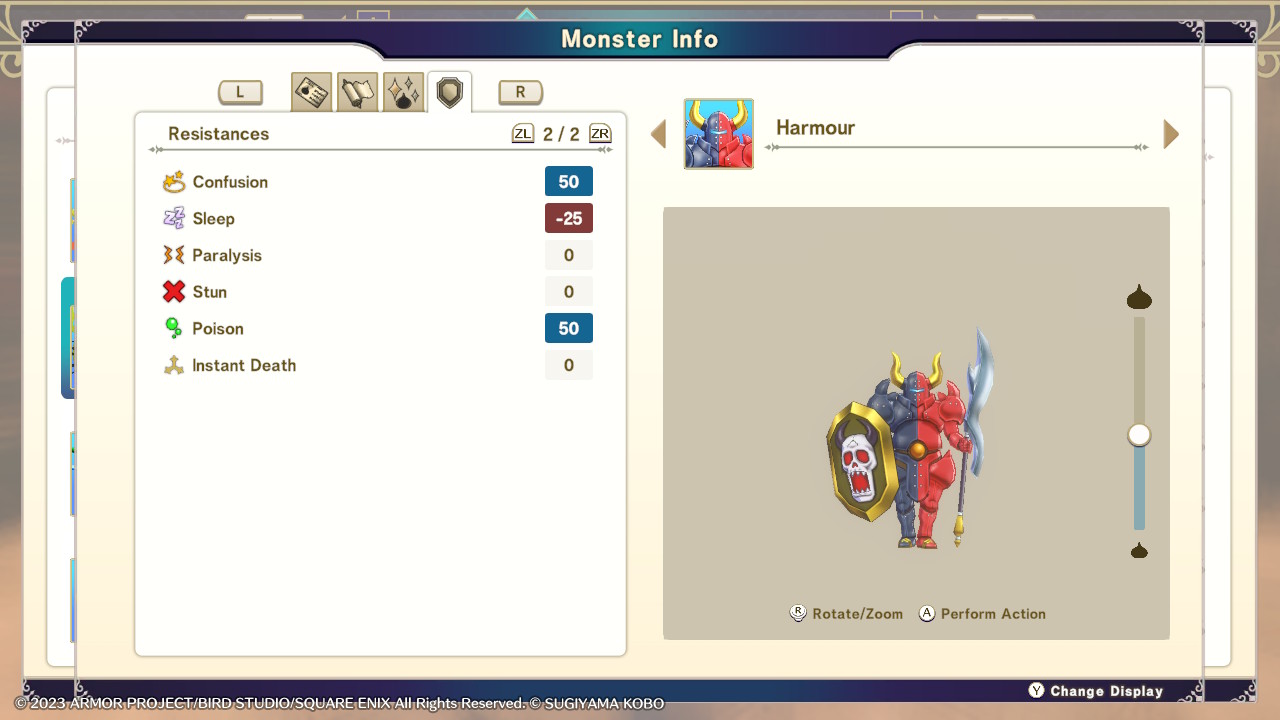 Monster Info
L
R
Resistances
ZL 2 / 2 ZR
Confusion 50
Sleep -25
Paralysis 0
Stun 0
Poison 50
Instant Death 0
Harmour
R Rotate/Zoom A Perform Action
Y Change Display
© 2023 ARMOR PROJECT/BIRD STUDIO/SQUARE ENIX All Rights Reserved. © SUGIYAMA KOBO